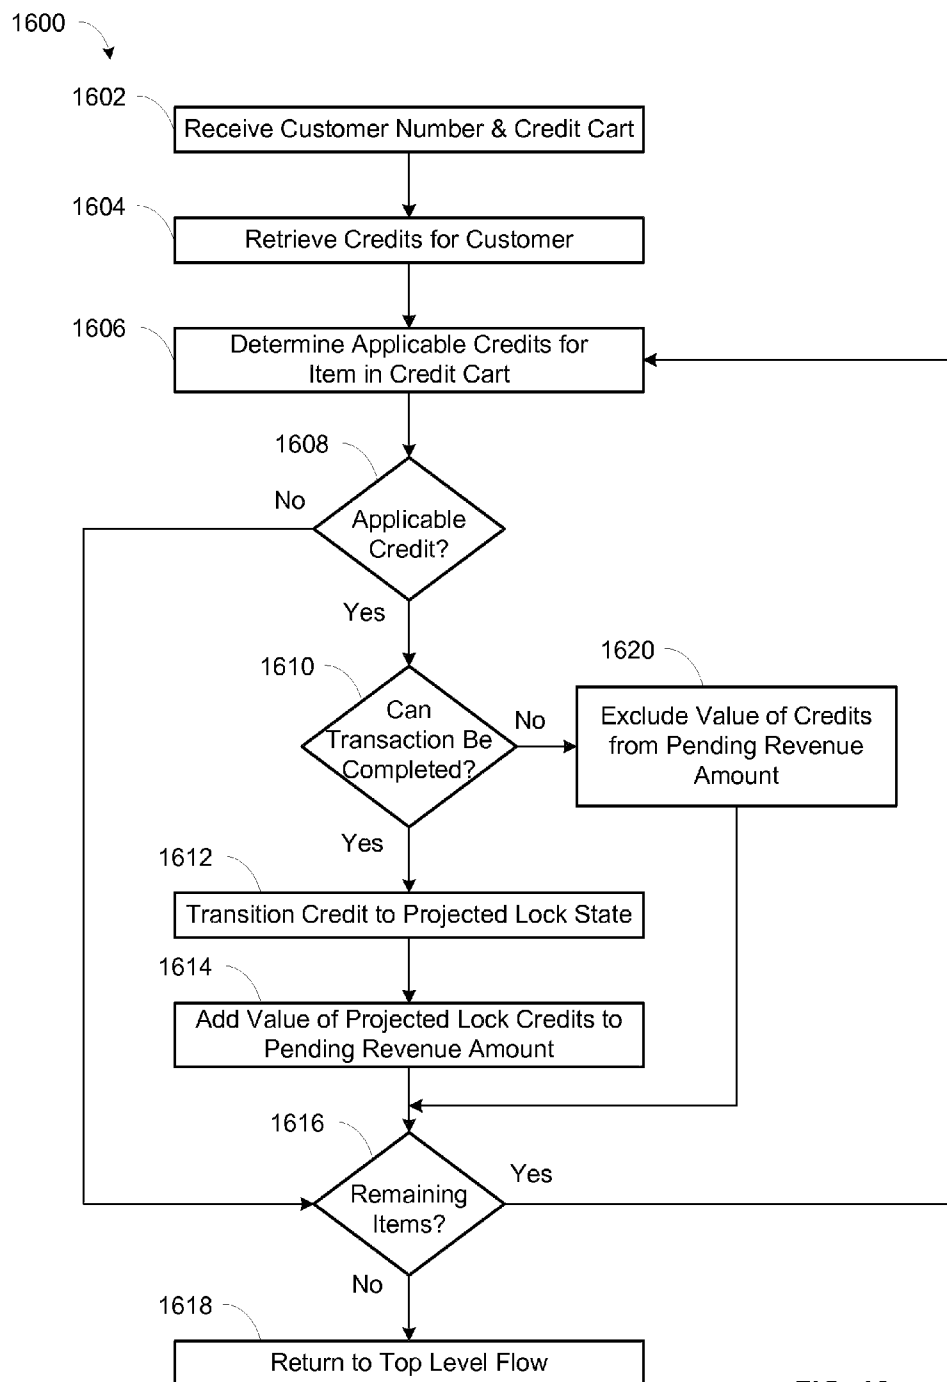 1600
1602
Receive Customer Number & Credit Cart
1604
Retrieve Credits for Customer
1606
Determine Applicable Credits for
Item in Credit Cart
1608
No
Applicable
Credit?
Yes
1610
Can
Transaction Be
Completed?
No
1620
Exclude Value of Credits
from Pending Revenue
Amount
Yes
1612
Transition Credit to Projected Lock State
1614
Add Value of Projected Lock Credits to
Pending Revenue Amount
1616
Remaining
Items?
Yes
No
1618
Return to Top Level Flow